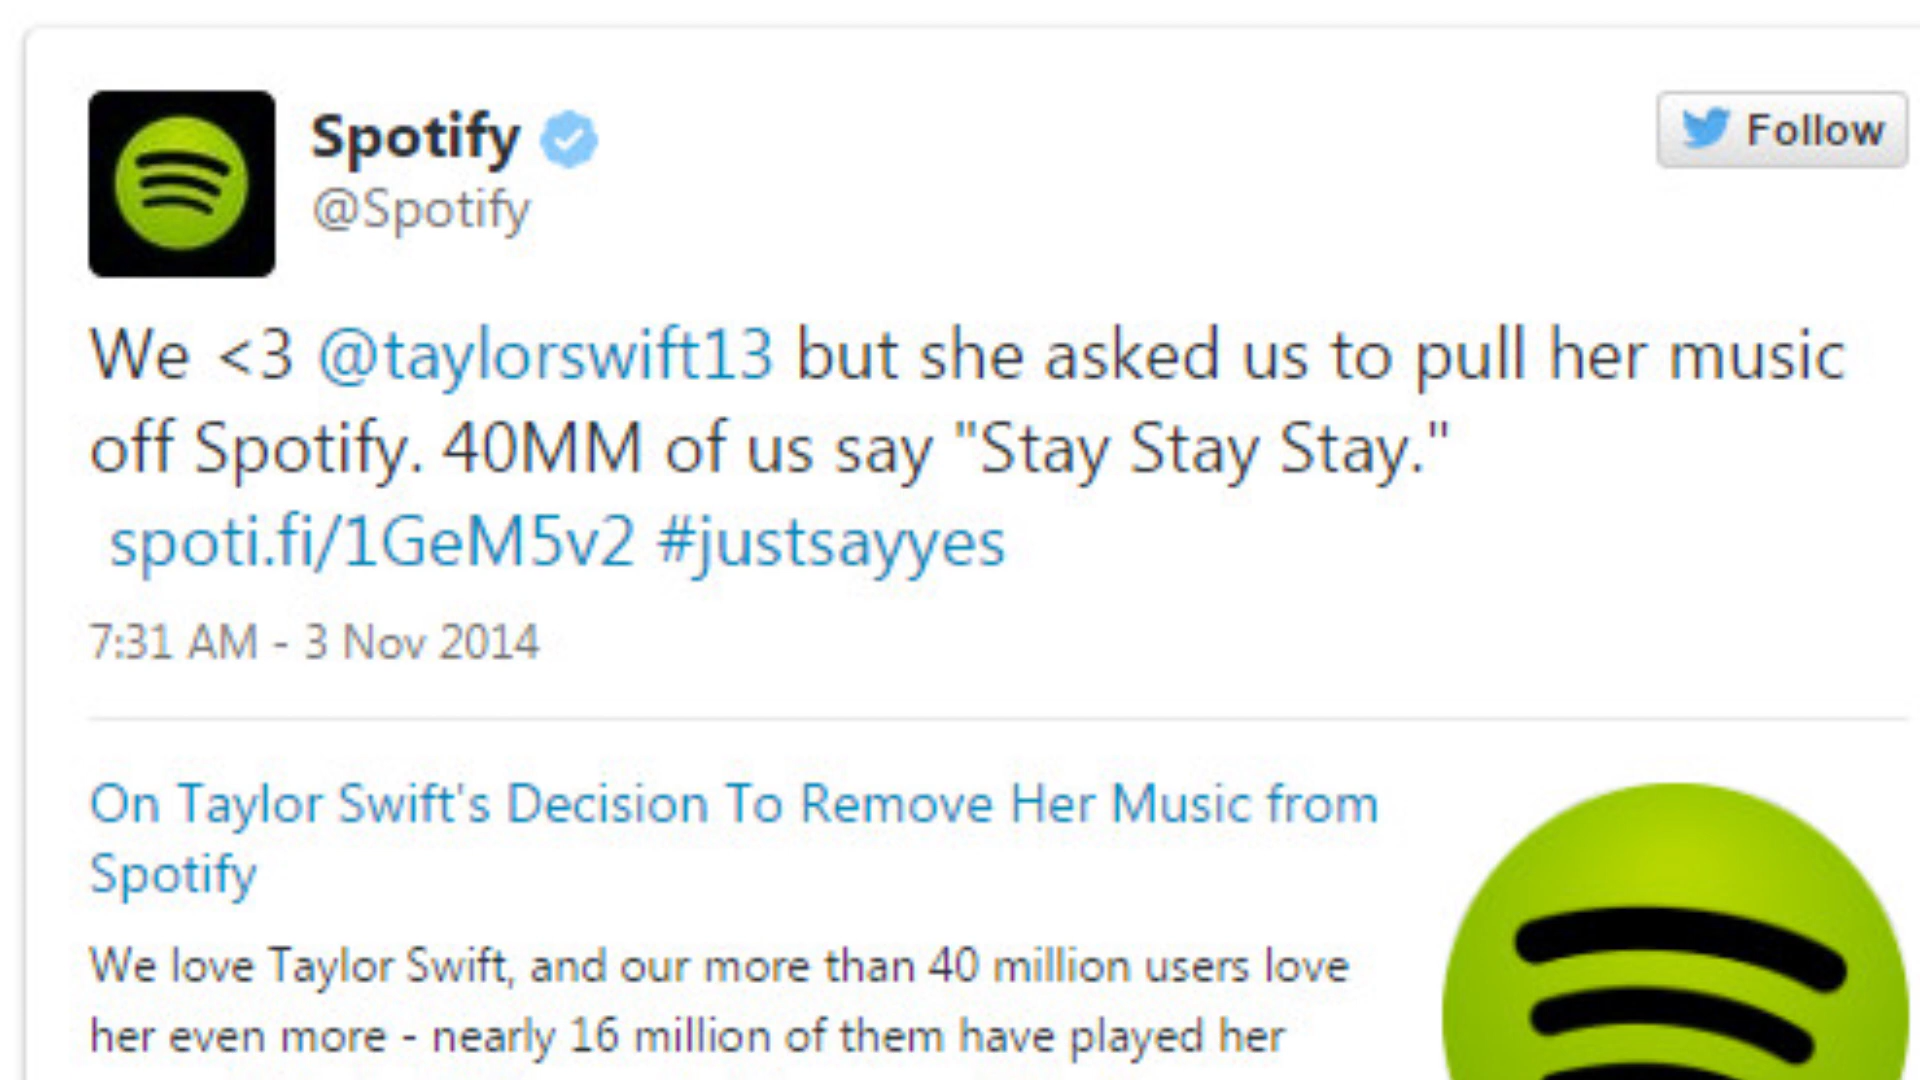 Spotify
@Spotify
Follow
We <3 @taylorswift13 but she asked us to pull her music
off Spotify. 40MM of us say "Stay Stay Stay."
spoti.fi/1GeM5v2 #justsayyes
7:31 AM - 3 Nov 2014
On Taylor Swift's Decision To Remove Her Music from
Spotify
We love Taylor Swift, and our more than 40 million users love
her even more - nearly 16 million of them have played her